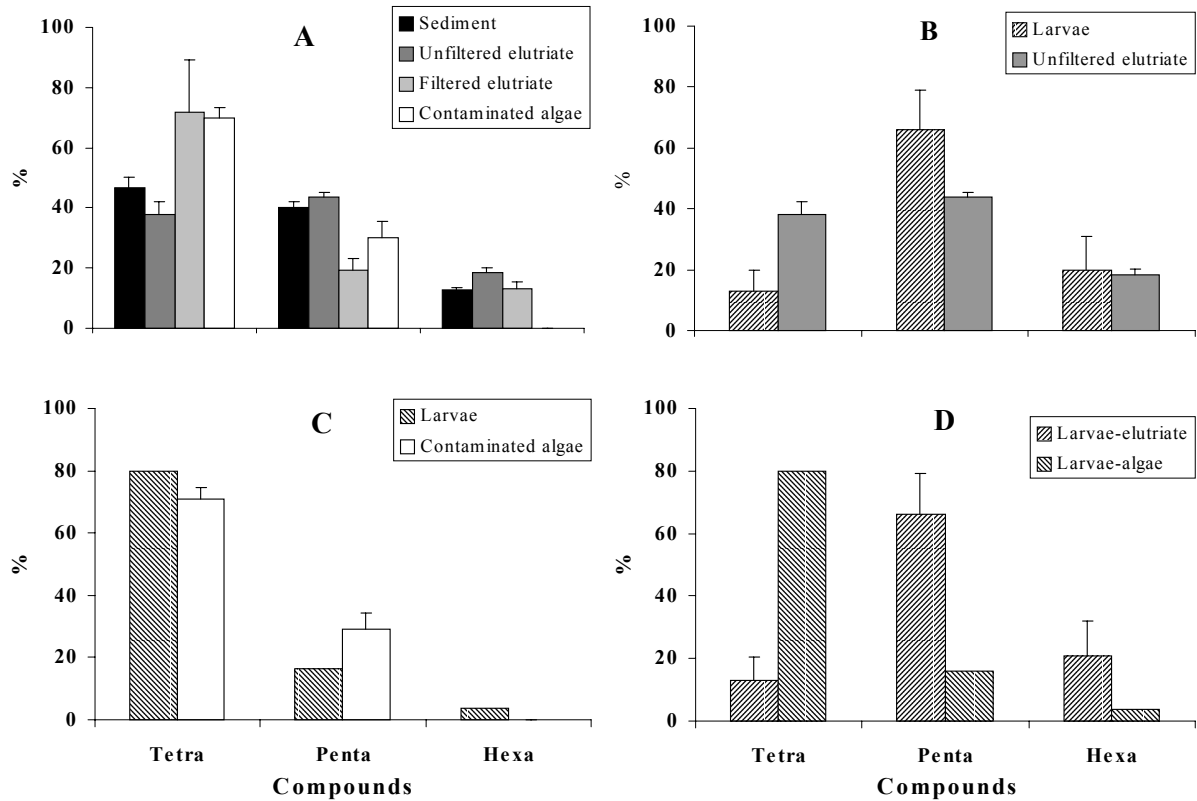 A
Sediment
Unfiltered elutriate
Filtered elutriate
Contaminated algae
%
100
80
60
40
20
0
B
Larvae
Unfiltered elutriate
%
100
80
60
40
20
0
C
Larvae
Contaminated algae
%
100
80
60
40
20
0
Tetra Penta Hexa
Compounds
D
Larvae-elutriate
Larvae-algae
%
100
80
60
40
20
0
Tetra Penta Hexa
Compounds